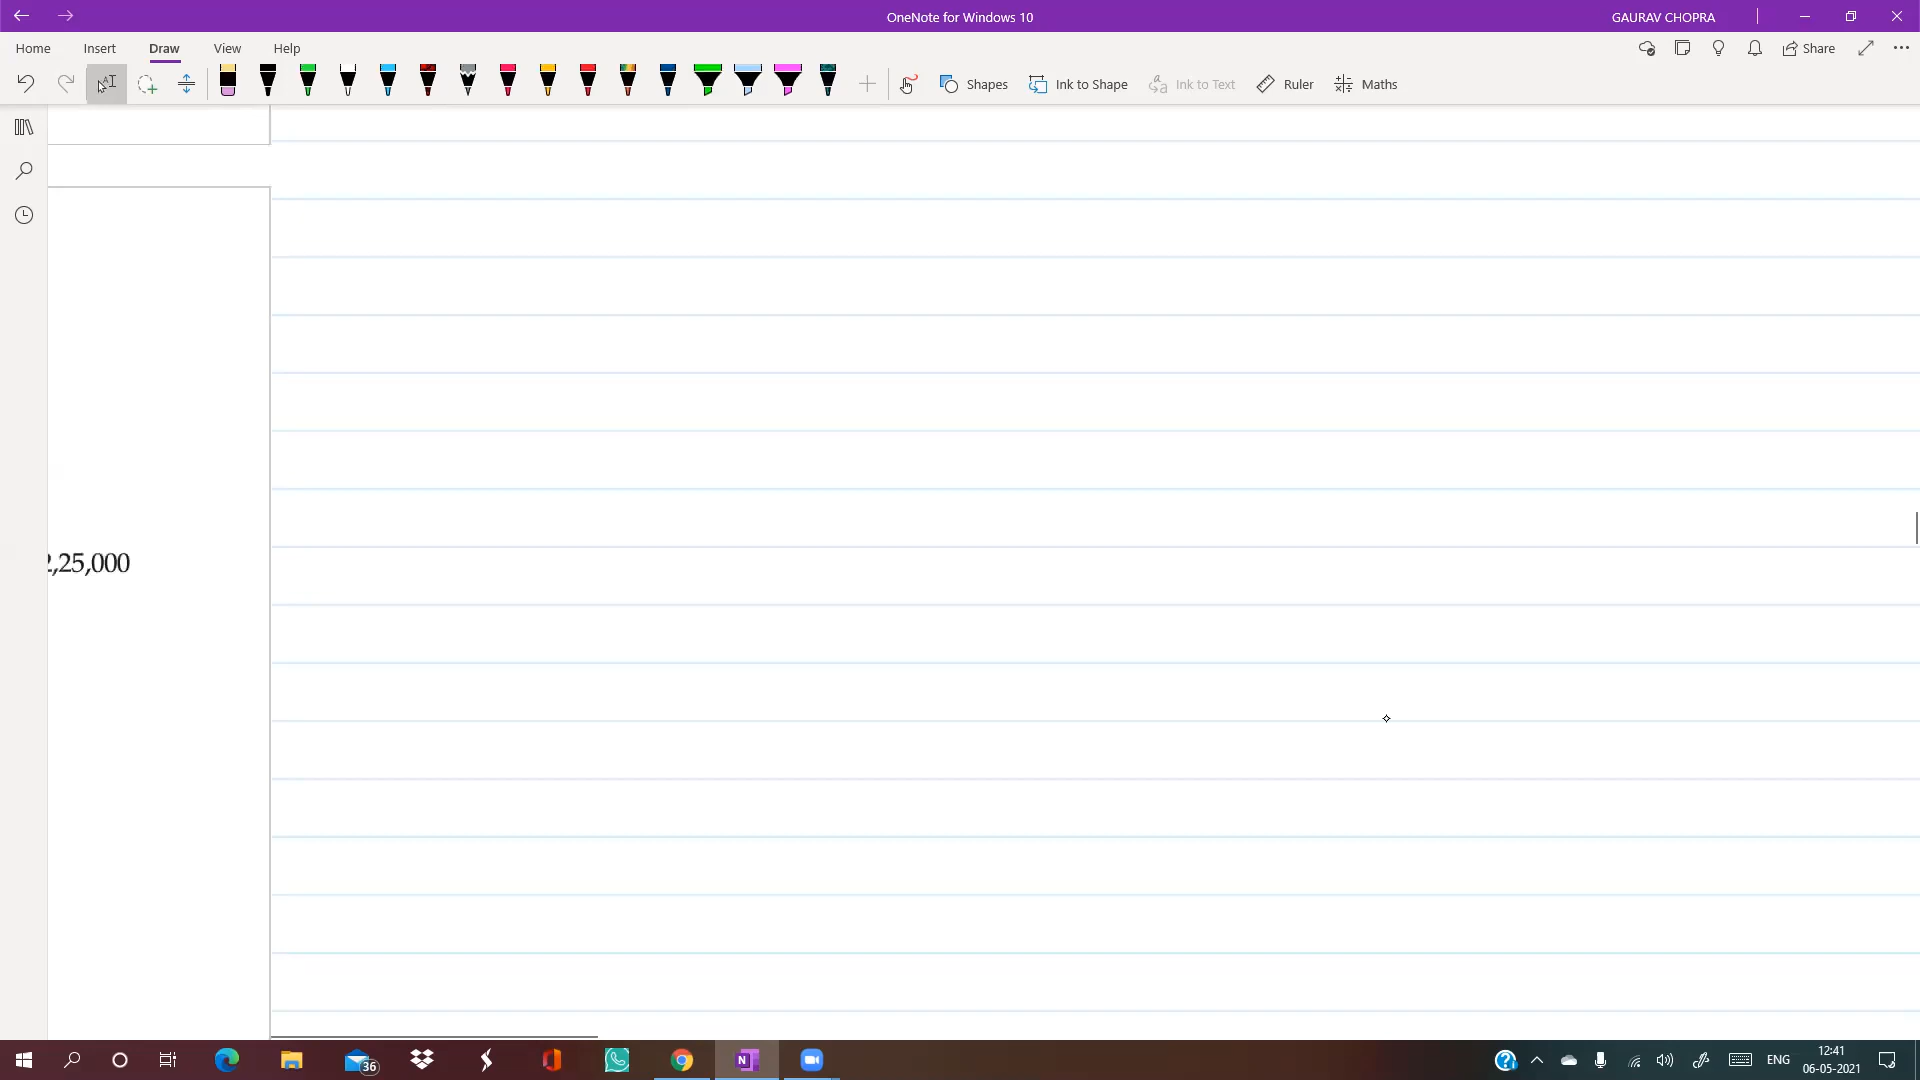 OneNote for Windows 10
GAURAV CHOPRA
Home Insert Draw View Help
Share
Shapes Ink to Shape Ink to Text Ruler Maths
2,25,000
36
ENG
12:41
06-05-2021